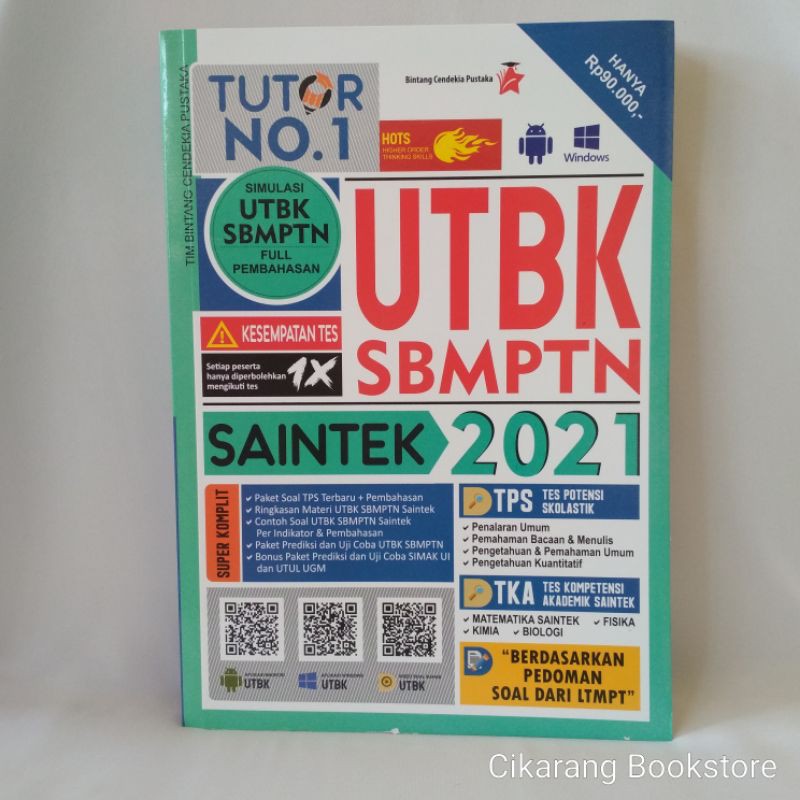 TIM BINTANG CENDEKIA PUSTAKA
TUTOR
NO.1
Bintang Cendekia Pustaka
HANYA
Rp90.000,-
HOTS
HIGHER ORDER
THINKING SKILLS
Windows
SIMULASI
UTBK
SBMPTN
FULL
PEMBAHASAN
UTBK
SBMPTN
KESEMPATAN TES
Setiap peserta
hanya diperbolehkan
mengikuti tes
1X
SAINTEK 2021
SUPER KOMPLIT
Paket Soal TPS Terbaru + Pembahasan
Ringkasan Materi UTBK SBMPTN Saintek
Contoh Soal UTBK SBMPTN Saintek
Per Indikator & Pembahasan
Paket Prediksi dan Uji Coba UTBK SBMPTN
Bonus Paket Prediksi dan Uji Coba SIMAK UI
dan UTUL UGM
TPS TES POTENSI
SKOLASTIK
Penalaran Umum
Pemahaman Bacaan & Menulis
Pengetahuan & Pemahaman Umum
Pengetahuan Kuantitatif
TKA TES KOMPETENSI
AKADEMIK SAINTEK
MATEMATIKA SAINTEK FISIKA
KIMIA BIOLOGI
"BERDASARKAN
PEDOMAN
SOAL DARI LTMPT"
APLIKASI ANDROID
UTBK
APLIKASI WINDOWS
UTBK
UTBK
Cikarang Bookstore